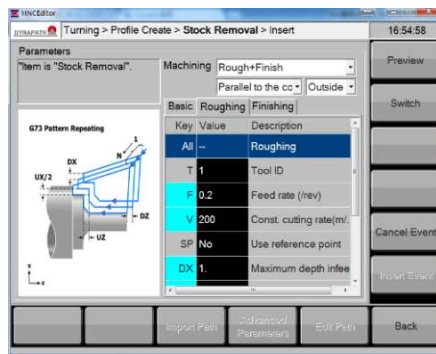 HNCEditor
DYNAPATH Turning > Profile Create > Stock Removal > Insert 16:54:58
Parameters
"Item is "Stock Removal".
Machining Rough+Finish
Parallel to the co Outside
Basic Roughing Finishing
Key Value Description
All -- Roughing
T 1 Tool ID
F 0.2 Feed rate (/rev)
V 200 Const. cutting rate(m/.
SP No Use reference point
DX 1. Maximum depth infee
G73 Pattern Repeating
1
N
DX
UX/2
DZ
UZ
x
z
Preview
Switch
Cancel Event
Insert Event
Import Path
Advanced Parameters
Edit Path
Back